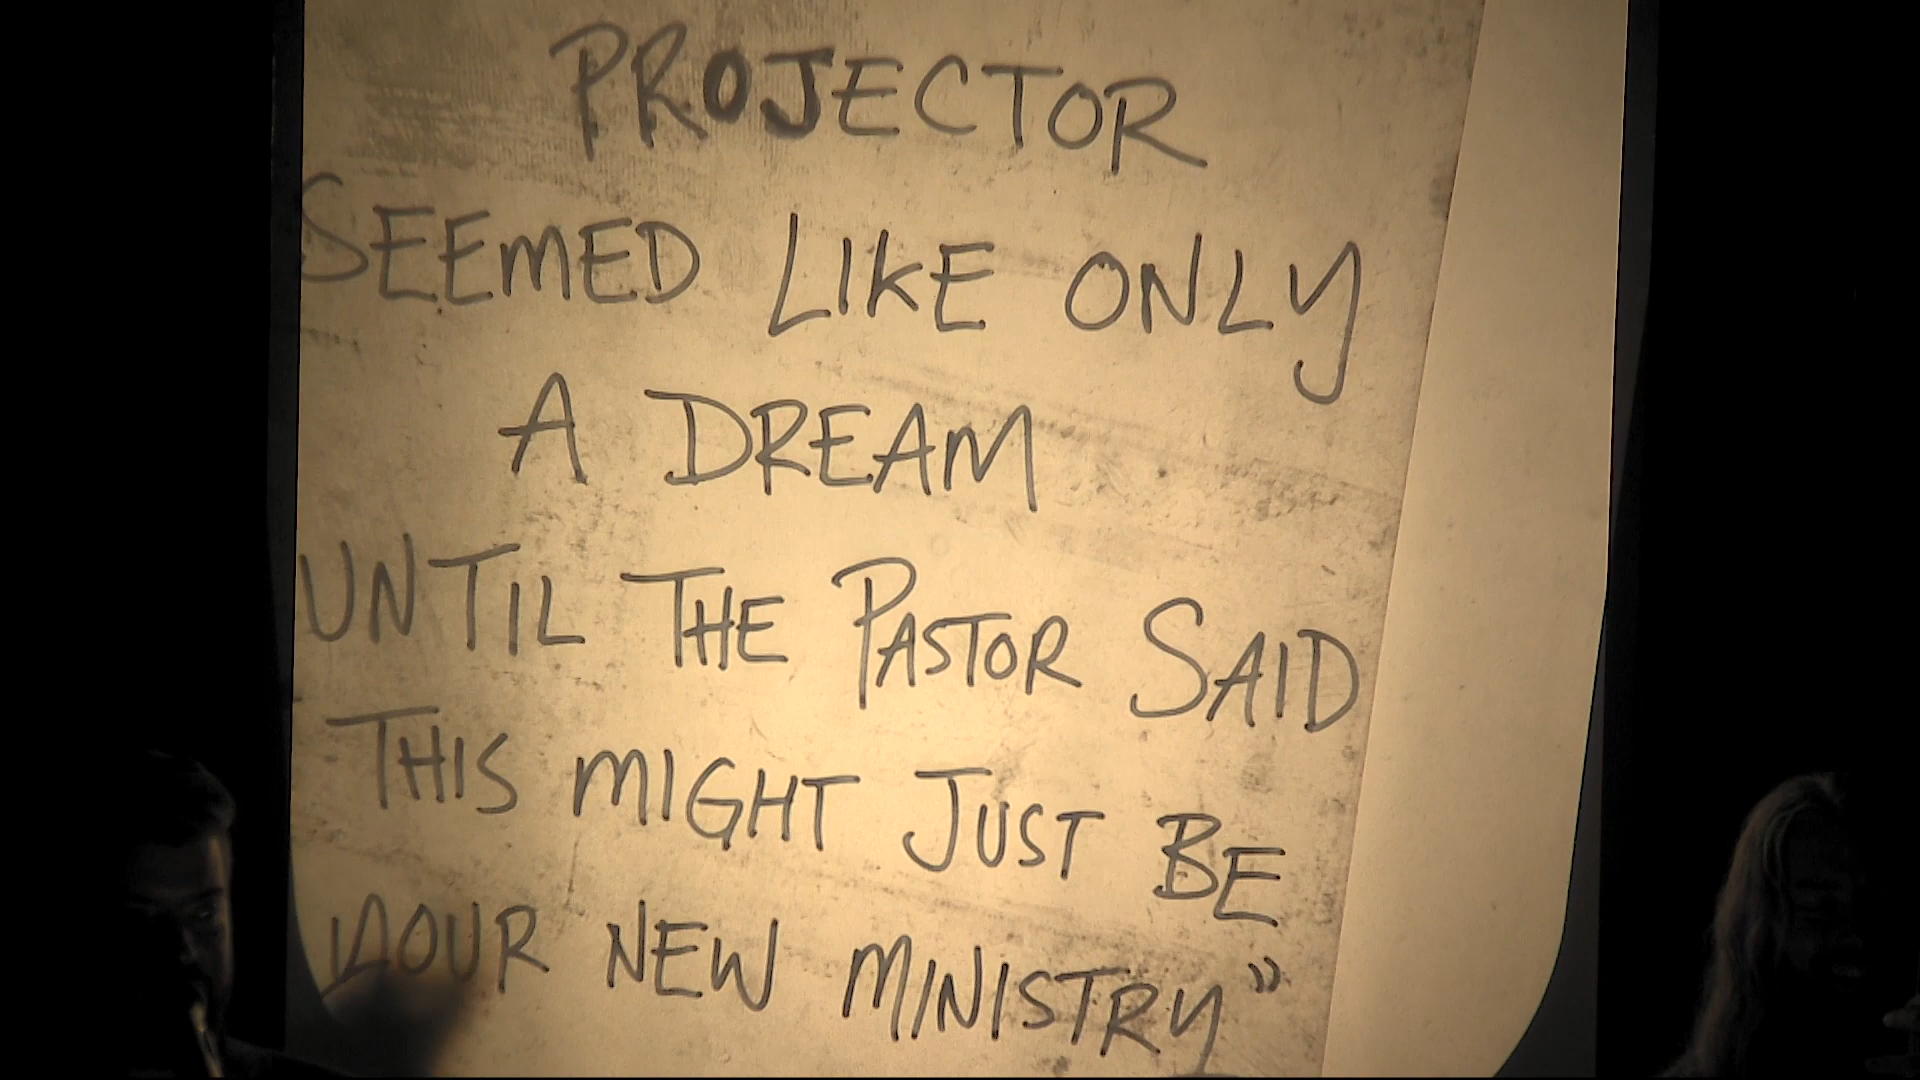 PROJECTOR
SEEMED LIKE ONLY
A DREAM
UNTIL THE PASTOR SAID
THIS MIGHT JUST BE
YOUR NEW MINISTRY”